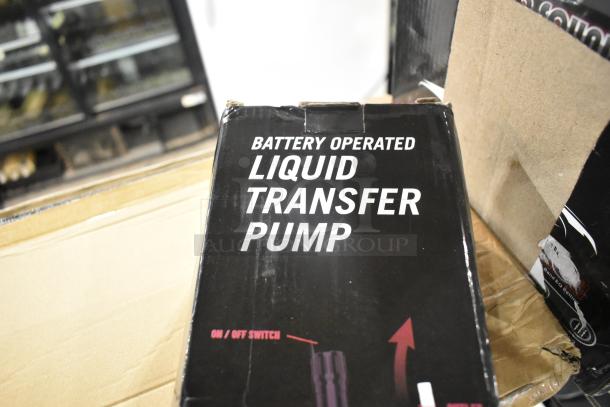 BATTERY OPERATED
LIQUID
TRANSFER
PUMP
ON / OFF SWITCH